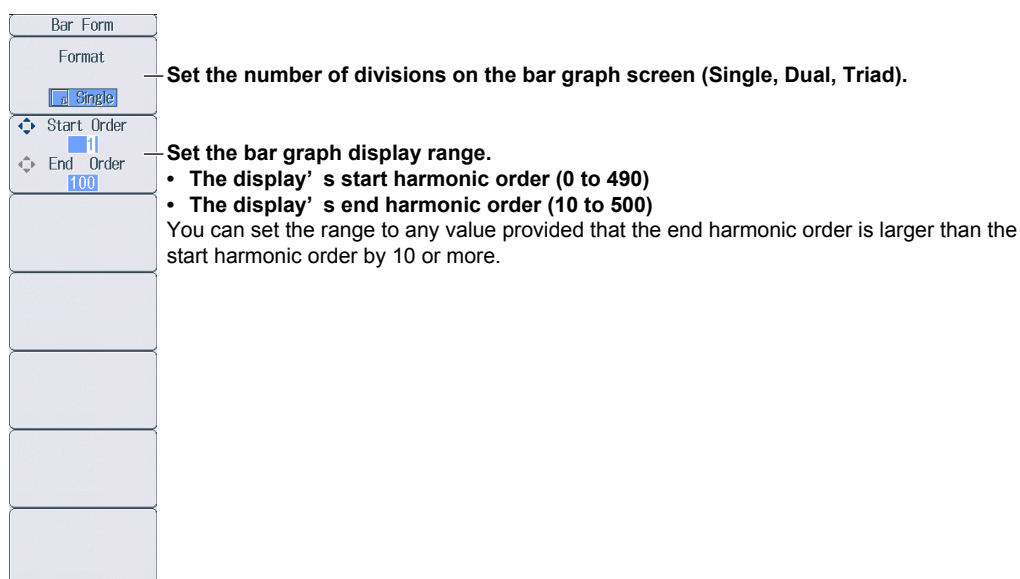 Bar Form
Format
Set the number of divisions on the bar graph screen (Single, Dual, Triad).
Single
Start Order
1
Set the bar graph display range.
End Order
• The display’ s start harmonic order (0 to 490)
100
• The display’ s end harmonic order (10 to 500)
You can set the range to any value provided that the end harmonic order is larger than the
start harmonic order by 10 or more.